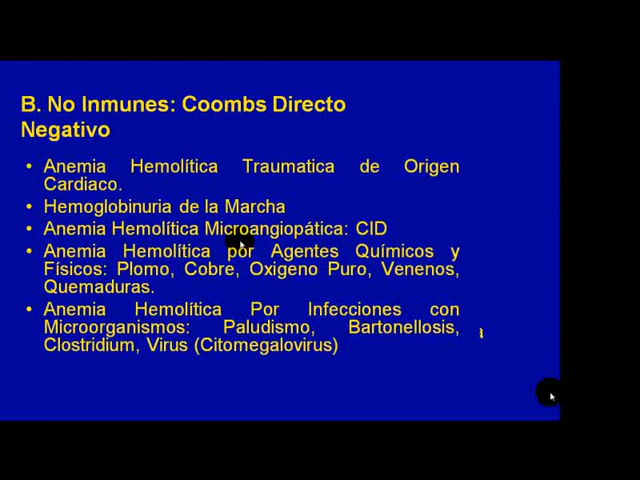 B. No Inmunes: Coombs Directo
Negativo
• Anemia Hemolítica Traumatica de Origen
Cardiaco.
• Hemoglobinuria de la Marcha
• Anemia Hemolítica Microangiopática: CID
• Anemia Hemolítica por Agentes Químicos y
Físicos: Plomo, Cobre, Oxigeno Puro, Venenos,
Quemaduras.
• Anemia Hemolítica Por Infecciones con
Microorganismos: Paludismo, Bartonellosis,
Clostridium, Virus (Citomegalovirus)